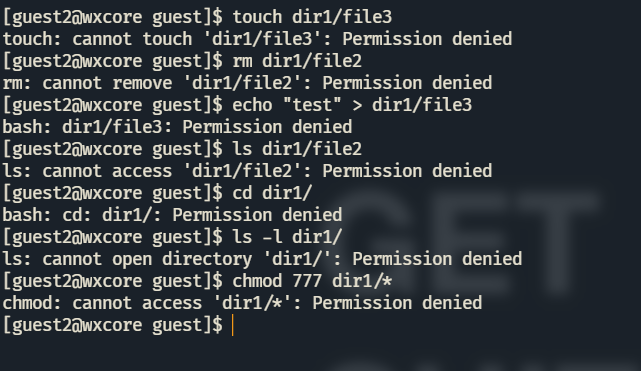 [guest2@wxcore guest]$ touch dir1/file3
touch: cannot touch 'dir1/file3': Permission denied
[guest2@wxcore guest]$ rm dir1/file2
rm: cannot remove 'dir1/file2': Permission denied
[guest2@wxcore guest]$ echo "test" > dir1/file3
bash: dir1/file3: Permission denied
[guest2@wxcore guest]$ ls dir1/file2
ls: cannot access 'dir1/file2': Permission denied
[guest2@wxcore guest]$ cd dir1/
bash: cd: dir1/: Permission denied
[guest2@wxcore guest]$ ls -l dir1/
ls: cannot open directory 'dir1/': Permission denied
[guest2@wxcore guest]$ chmod 777 dir1/*
chmod: cannot access 'dir1/*': Permission denied
[guest2@wxcore guest]$
GET